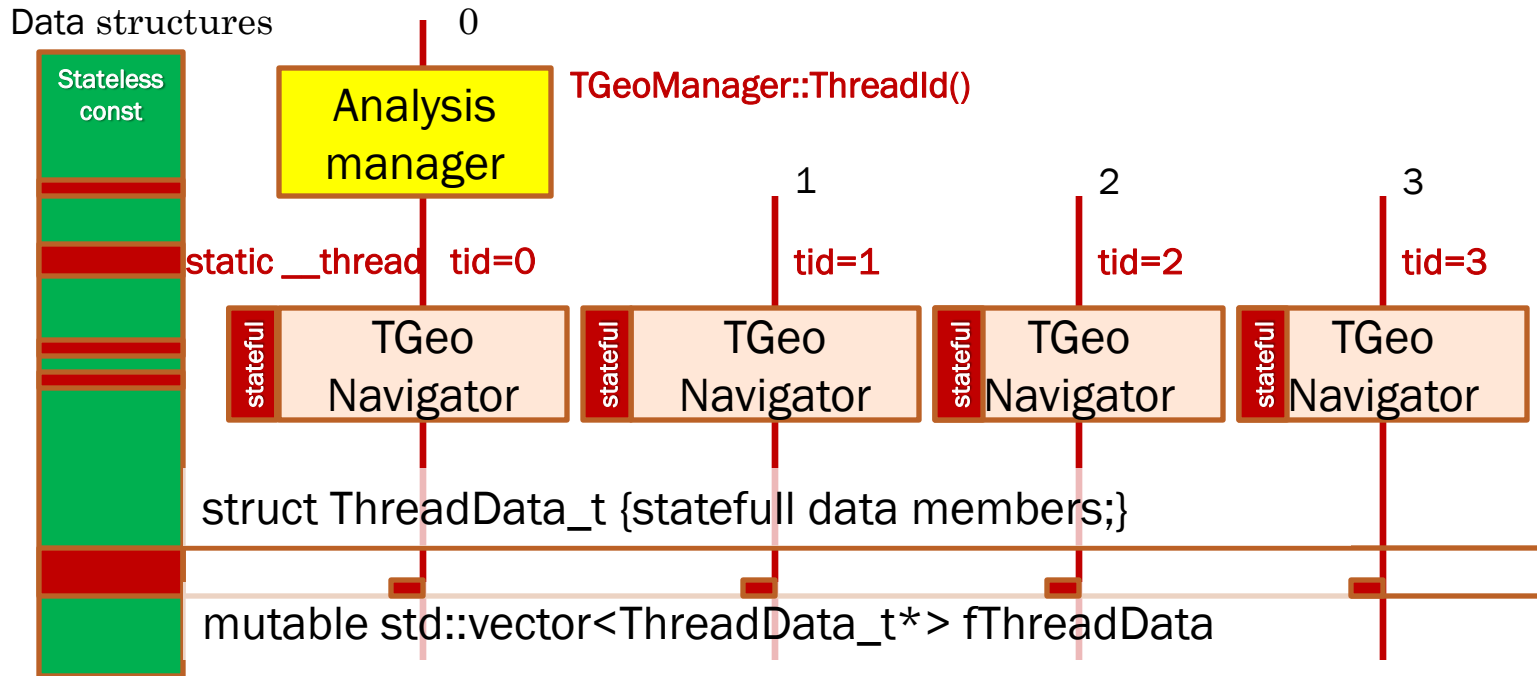 Data structures
0
Stateless
const
Analysis
manager
TGeoManager::ThreadId()
1
2
3
static __thread
tid=0
tid=1
tid=2
tid=3
stateful
TGeo
Navigator
stateful
TGeo
Navigator
stateful
TGeo
Navigator
stateful
TGeo
Navigator
struct ThreadData_t {statefull data members;}
mutable std::vector<ThreadData_t*> fThreadData